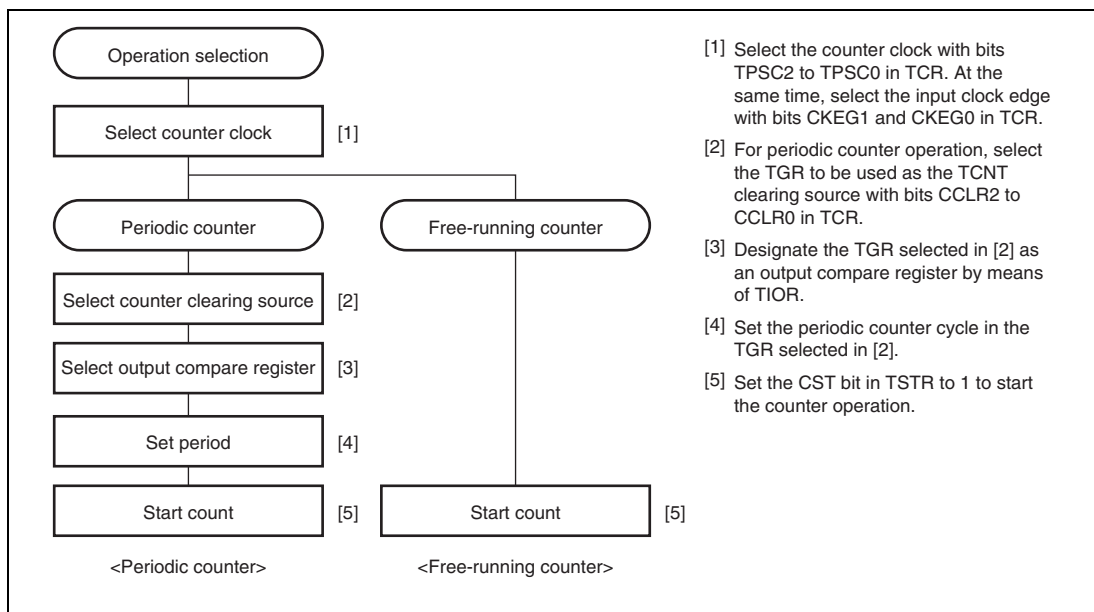 Operation selection
Select counter clock [1]
Periodic counter Free-running counter
Select counter clearing source [2]
Select output compare register [3]
Set period [4]
Start count [5] Start count [5]
<Periodic counter> <Free-running counter>
[1] Select the counter clock with bits
TPSC2 to TPSC0 in TCR. At the
same time, select the input clock edge
with bits CKEG1 and CKEG0 in TCR.
[2] For periodic counter operation, select
the TGR to be used as the TCNT
clearing source with bits CCLR2 to
CCLR0 in TCR.
[3] Designate the TGR selected in [2] as
an output compare register by means
of TIOR.
[4] Set the periodic counter cycle in the
TGR selected in [2].
[5] Set the CST bit in TSTR to 1 to start
the counter operation.